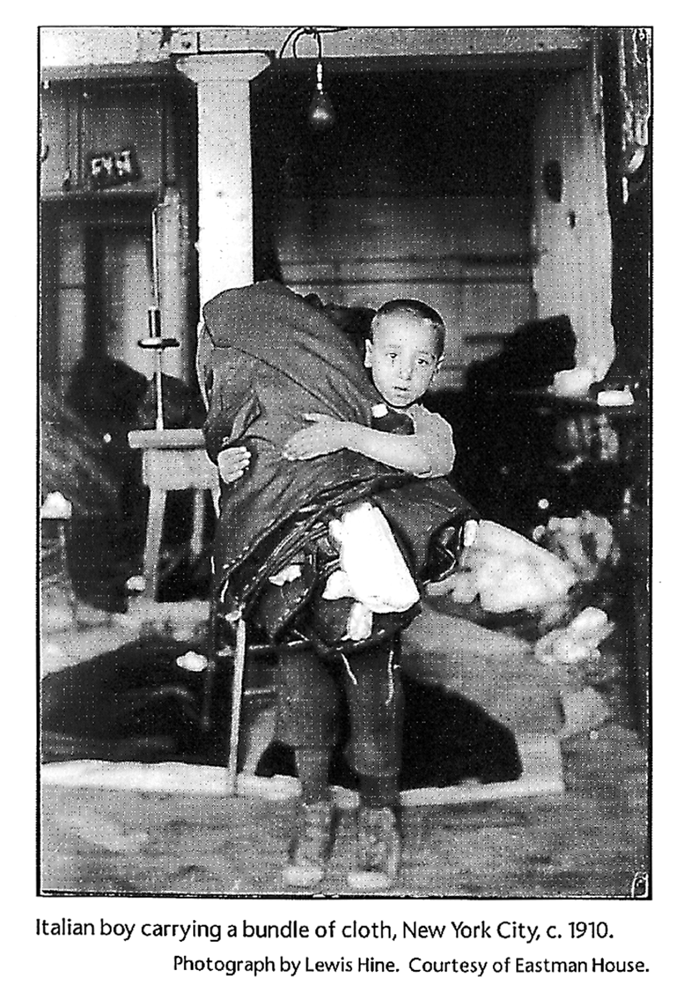 Italian boy carrying a bundle of cloth, New York City, c. 1910.
Photograph by Lewis Hine. Courtesy of Eastman House.